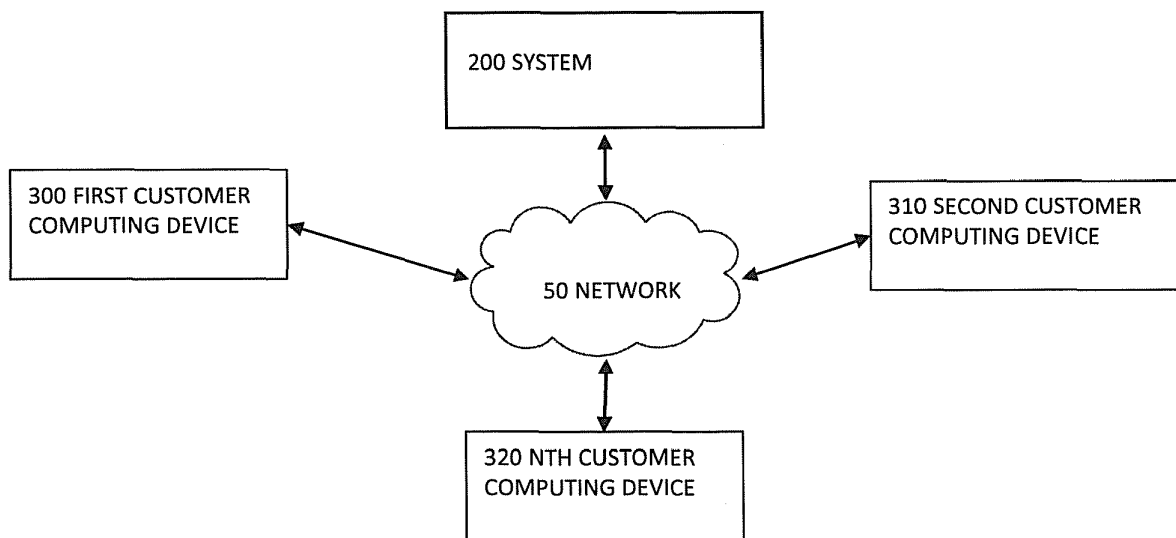 200 SYSTEM
300 FIRST CUSTOMER
COMPUTING DEVICE
310 SECOND CUSTOMER
COMPUTING DEVICE
50 NETWORK
320 NTH CUSTOMER
COMPUTING DEVICE